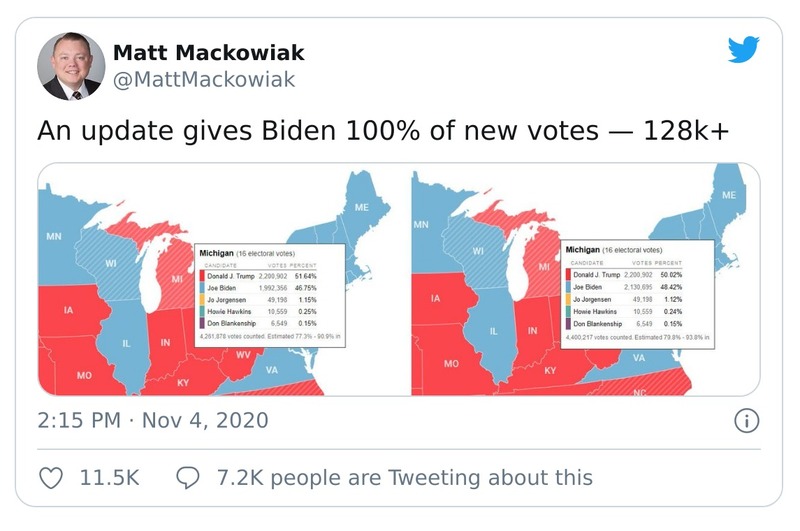 Matt Mackowiak
@MattMackowiak
An update gives Biden 100% of new votes — 128k+
ME
MN
WI
MI
IA
IL
IN
MO
KY
WV
VA
Michigan (16 electoral votes)
CANDIDATE VOTES PERCENT
Donald J. Trump 2,200,902 51.64%
Joe Biden 1,992,356 46.75%
Jo Jorgensen 49,198 1.15%
Howie Hawkins 10,559 0.25%
Don Blankenship 6,549 0.15%
4,261,876 votes counted. Estimated 77.3% - 90.9% in
ME
MN
WI
MI
IA
IL
IN
MO
KY
VA
NC
Michigan (16 electoral votes)
CANDIDATE VOTES PERCENT
Donald J. Trump 2,200,902 50.02%
Joe Biden 2,130,695 48.42%
Jo Jorgensen 49,198 1.12%
Howie Hawkins 10,559 0.24%
Don Blankenship 6,549 0.15%
4,400,217 votes counted. Estimated 79.8% - 93.8% in
2:15 PM · Nov 4, 2020
11.5K 7.2K people are Tweeting about this